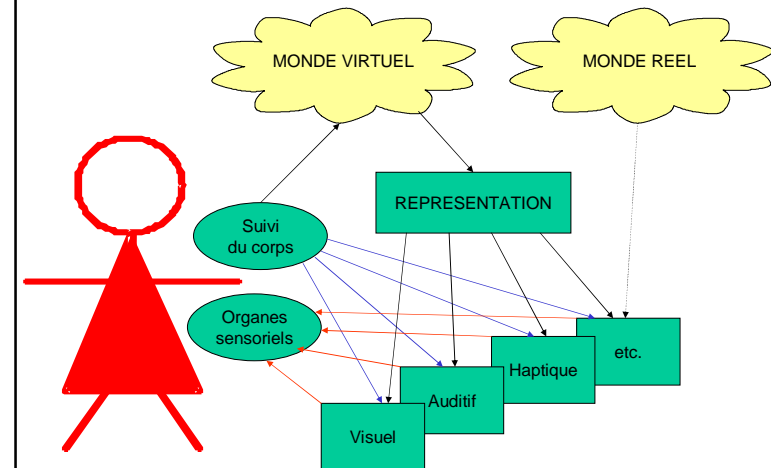 MONDE VIRTUEL
MONDE REEL
REPRESENTATION
Suivi
du corps
Organes
sensoriels
etc.
Haptique
Auditif
Visuel